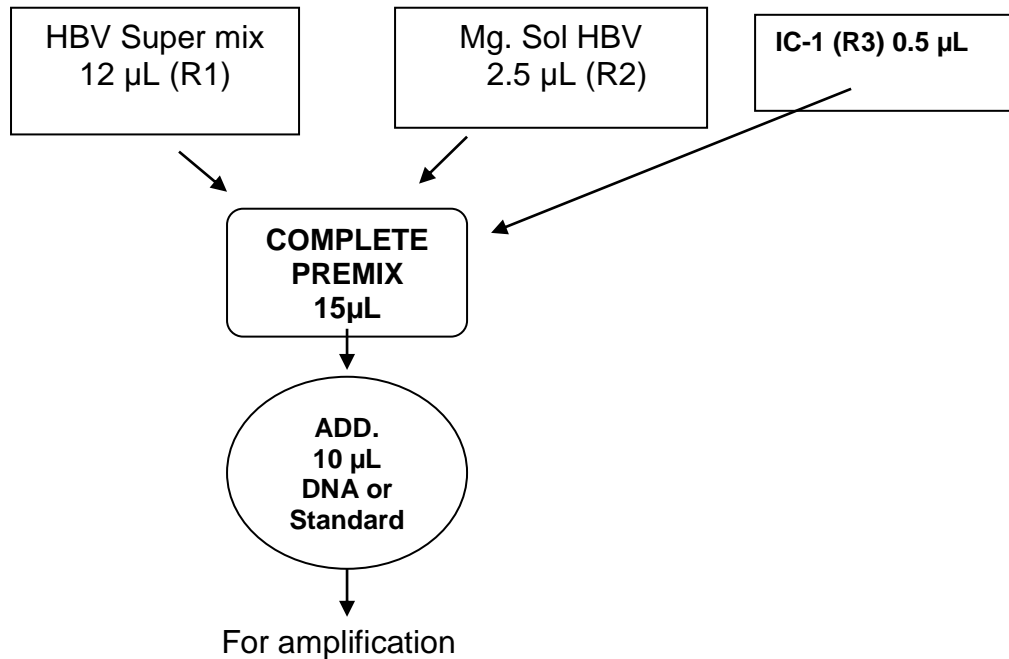 HBV Super mix
12 µL (R1)
Mg. Sol HBV
2.5 µL (R2)
IC-1 (R3) 0.5 µL
COMPLETE
PREMIX
15µL
ADD.
10 µL
DNA or
Standard
For amplification